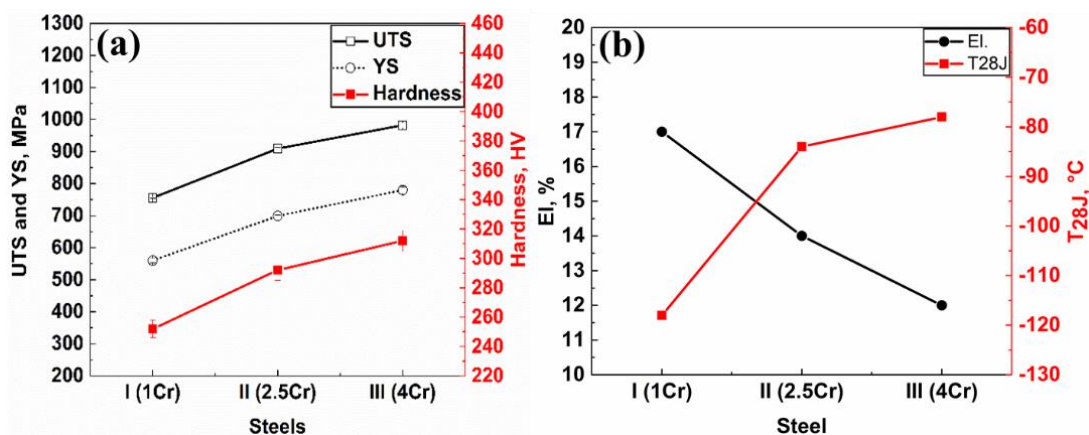 (a)
UTS
YS
Hardness
UTS and YS, MPa
1300
1200
1100
1000
900
800
700
600
500
400
300
200
460
440
420
400
380
360
340
320
300
280
260
240
220
Hardness, HV
I (1Cr) II (2.5Cr) III (4Cr)
Steels
(b)
El.
T28J
El, %
20
19
18
17
16
15
14
13
12
11
10
-60
-70
-80
-90
-100
-110
-120
-130
T28J, °C
I (1Cr) II (2.5Cr) III (4Cr)
Steel